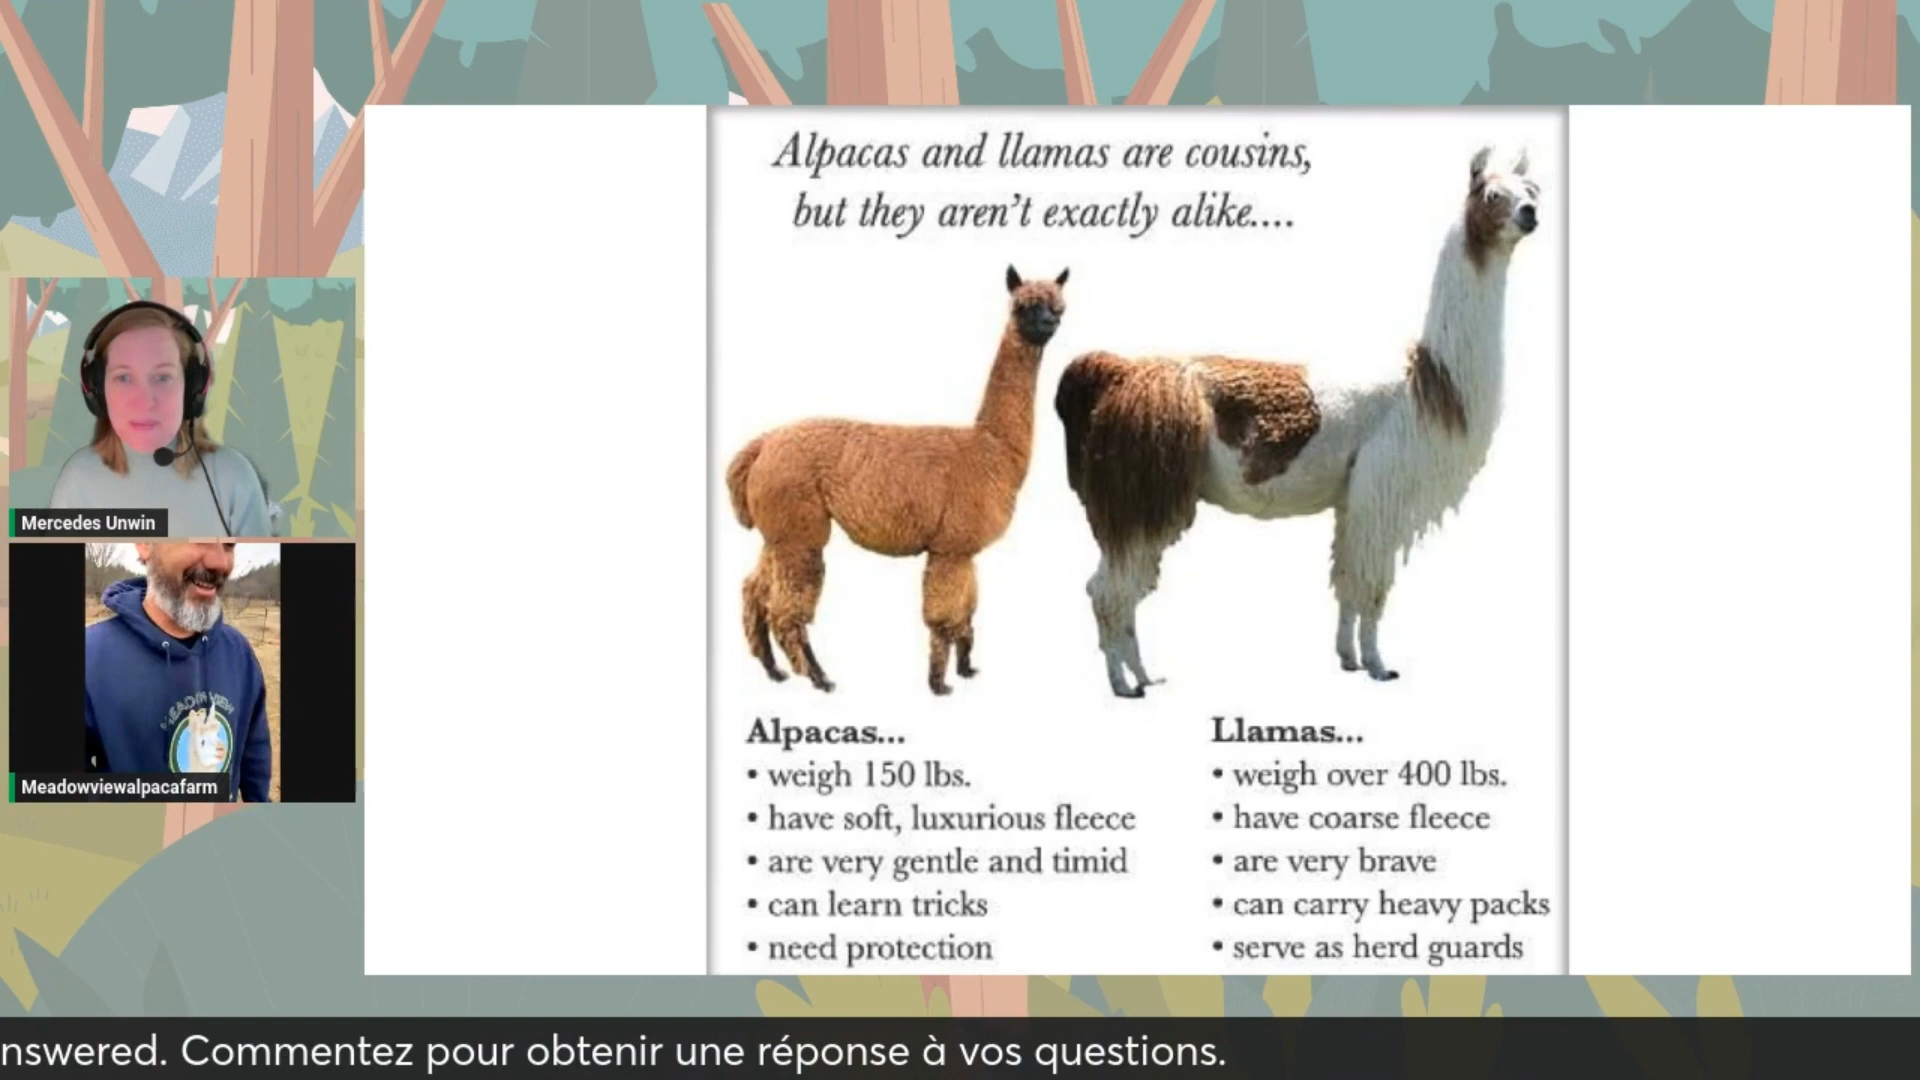 Alpacas and llamas are cousins,
but they aren't exactly alike....
Mercedes Unwin
MEADOW VIEW
Meadowviewalpacafarm
Alpacas...
• weigh 150 lbs.
• have soft, luxurious fleece
• are very gentle and timid
• can learn tricks
• need protection
Llamas...
• weigh over 400 lbs.
• have coarse fleece
• are very brave
• can carry heavy packs
• serve as herd guards
nswered. Commentez pour obtenir une réponse à vos questions.